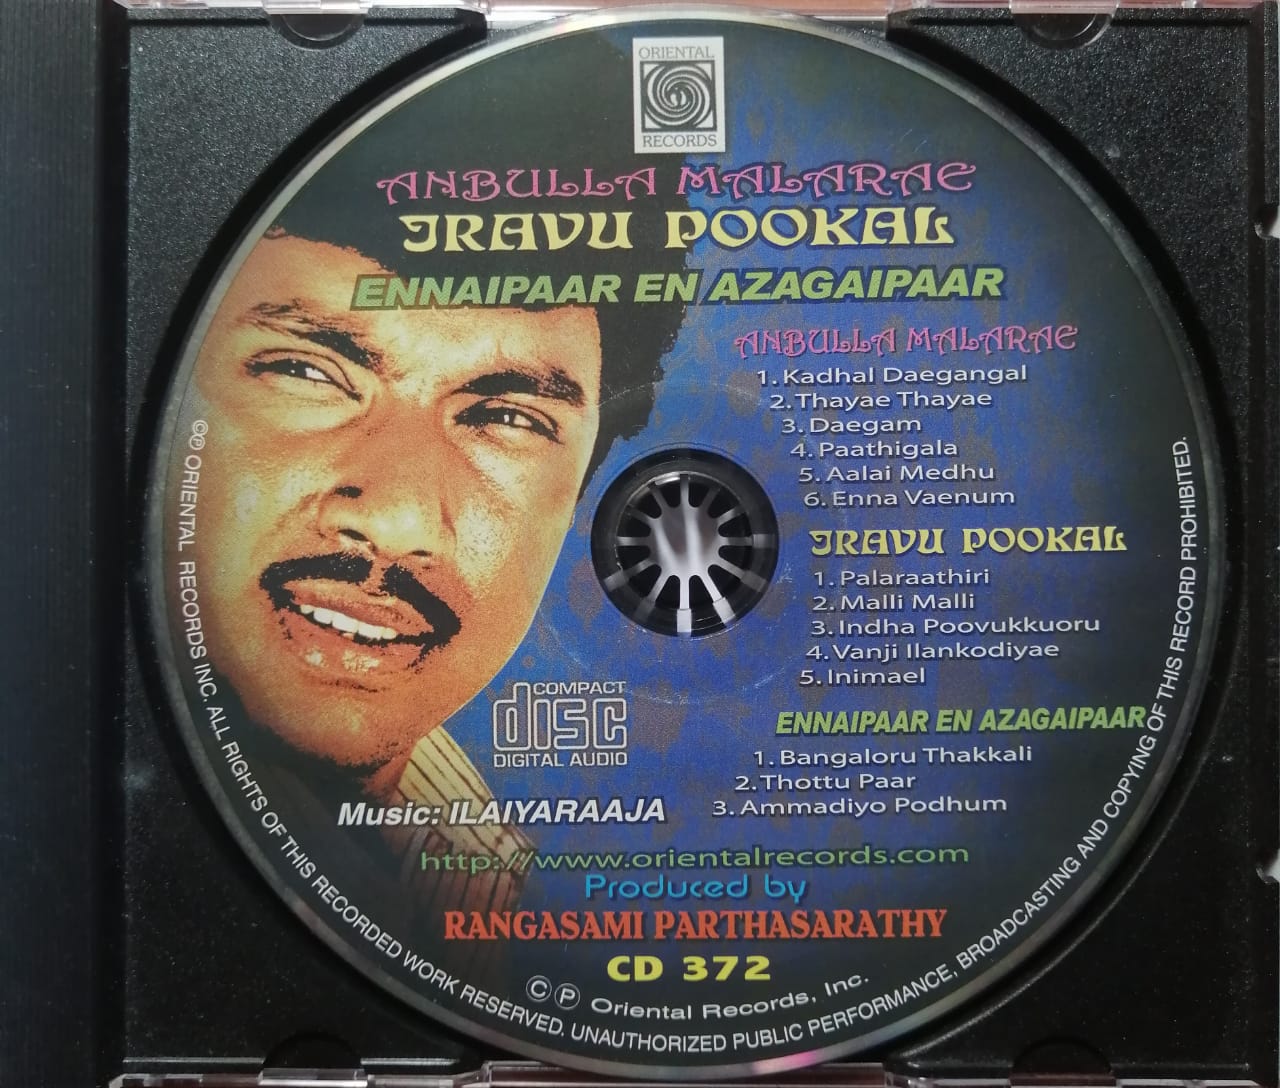 ORIENTAL
RECORDS
ANBULLA MALARAE
IRAVU POOKAL
ENNAIPAAR EN AZAGAIPAAR
ANBULLA MALARAE
1. Kadhal Daegangal
2. Thayae Thayae
3. Daegam
4. Paathigala
5. Aalai Medhu
6. Enna Vaenum
IRAVU POOKAL
1. Palaraathiri
2. Malli Malli
3. Indha Poovukkuoru
4. Vanji Ilankodiyae
5. Inimael
ENNAIPAAR EN AZAGAIPAAR
1. Bangaloru Thakkali
2. Thottu Paar
3. Ammadiyo Podhum
COMPACT
disc
DIGITAL AUDIO
Music: ILAIYARAAJA
http://www.orientalrecords.com
Produced by
RANGASAMI PARTHASARATHY
CD 372
©℗ Oriental Records, Inc.
©℗ ORIENTAL RECORDS INC. ALL RIGHTS OF THIS RECORDED WORK RESERVED. UNAUTHORIZED PUBLIC PERFORMANCE, BROADCASTING AND COPYING OF THIS RECORD PROHIBITED.